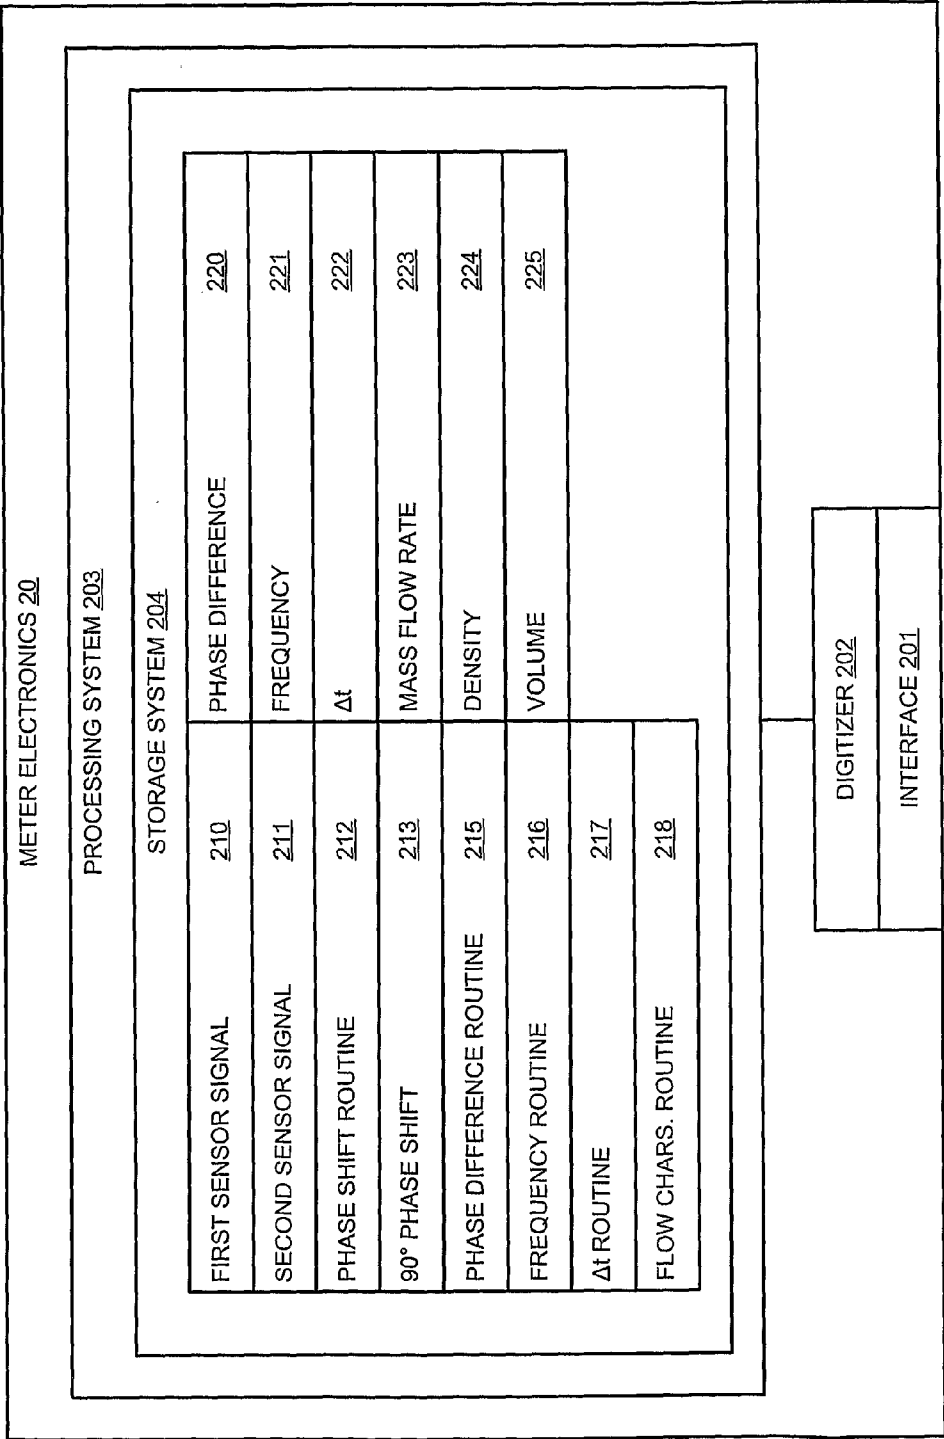 METER ELECTRONICS 20
PROCESSING SYSTEM 203
STORAGE SYSTEM 204
FIRST SENSOR SIGNAL 210
SECOND SENSOR SIGNAL 211
PHASE SHIFT ROUTINE 212
90° PHASE SHIFT 213
PHASE DIFFERENCE ROUTINE 215
FREQUENCY ROUTINE 216
Δt ROUTINE 217
FLOW CHARS. ROUTINE 218
PHASE DIFFERENCE 220
FREQUENCY 221
Δt 222
MASS FLOW RATE 223
DENSITY 224
VOLUME 225
DIGITIZER 202
INTERFACE 201